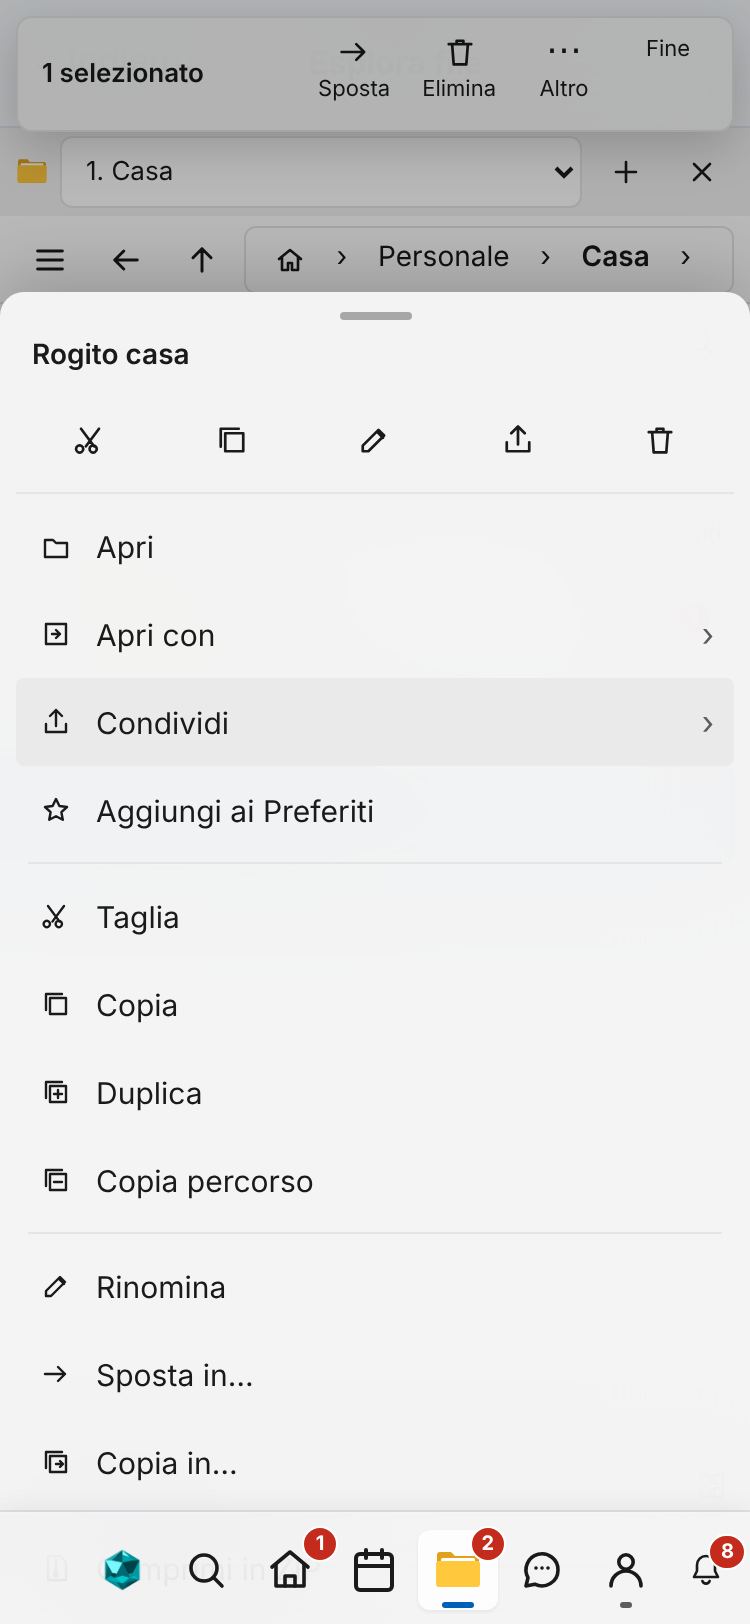 1 selezionato
Sposta
Elimina
Altro
Fine
1. Casa
Personale › Casa ›
Rogito casa
Apri
Apri con
Condividi
Aggiungi ai Preferiti
Taglia
Copia
Duplica
Copia percorso
Rinomina
Sposta in...
Copia in...
1
2
8